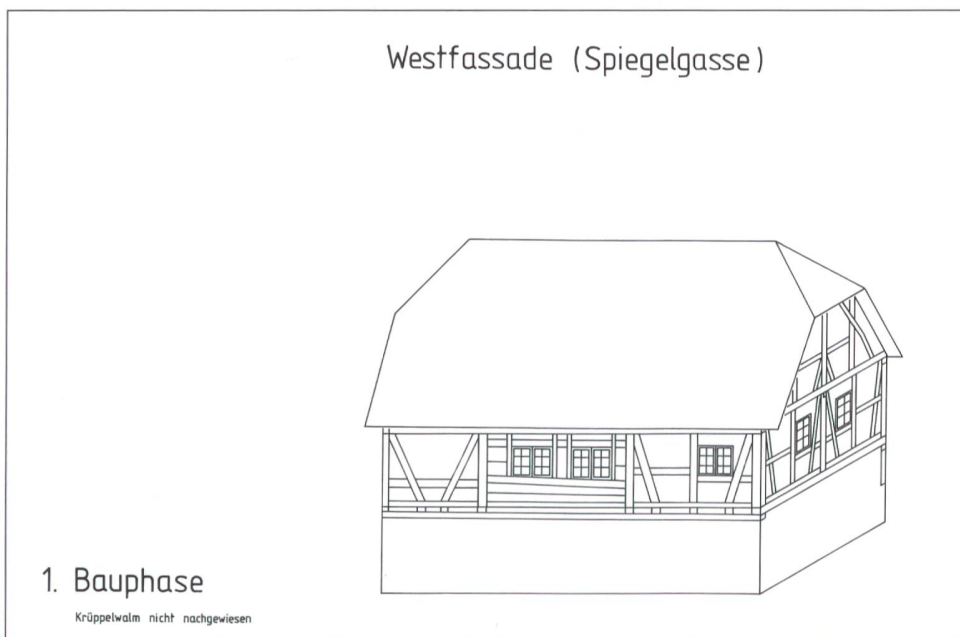 Westfassade (Spiegelgasse)
1. Bauphase
Krüppelwalm nicht nachgewiesen